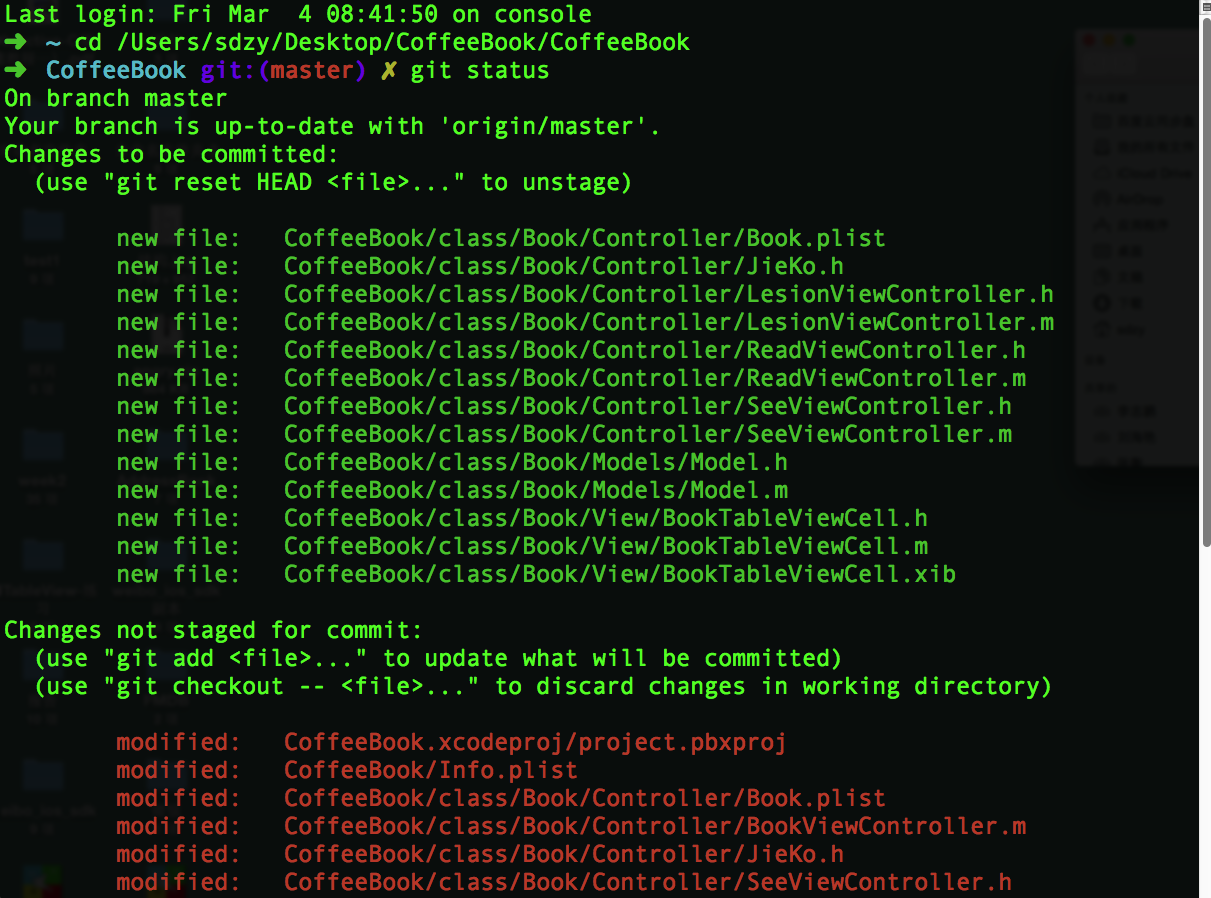 Last login: Fri Mar  4 08:41:50 on console
➜  ~ cd /Users/sdzy/Desktop/CoffeeBook/CoffeeBook
➜  CoffeeBook git:(master) ✗ git status
On branch master
Your branch is up-to-date with 'origin/master'.
Changes to be committed:
  (use "git reset HEAD <file>..." to unstage)
new file:   CoffeeBook/class/Book/Controller/Book.plist
new file:   CoffeeBook/class/Book/Controller/JieKo.h
new file:   CoffeeBook/class/Book/Controller/LesionViewController.h
new file:   CoffeeBook/class/Book/Controller/LesionViewController.m
new file:   CoffeeBook/class/Book/Controller/ReadViewController.h
new file:   CoffeeBook/class/Book/Controller/ReadViewController.m
new file:   CoffeeBook/class/Book/Controller/SeeViewController.h
new file:   CoffeeBook/class/Book/Controller/SeeViewController.m
new file:   CoffeeBook/class/Book/Models/Model.h
new file:   CoffeeBook/class/Book/Models/Model.m
new file:   CoffeeBook/class/Book/View/BookTableViewCell.h
new file:   CoffeeBook/class/Book/View/BookTableViewCell.m
new file:   CoffeeBook/class/Book/View/BookTableViewCell.xib
Changes not staged for commit:
  (use "git add <file>..." to update what will be committed)
  (use "git checkout -- <file>..." to discard changes in working directory)
modified:   CoffeeBook.xcodeproj/project.pbxproj
modified:   CoffeeBook/Info.plist
modified:   CoffeeBook/class/Book/Controller/Book.plist
modified:   CoffeeBook/class/Book/Controller/BookViewController.m
modified:   CoffeeBook/class/Book/Controller/JieKo.h
modified:   CoffeeBook/class/Book/Controller/SeeViewController.h